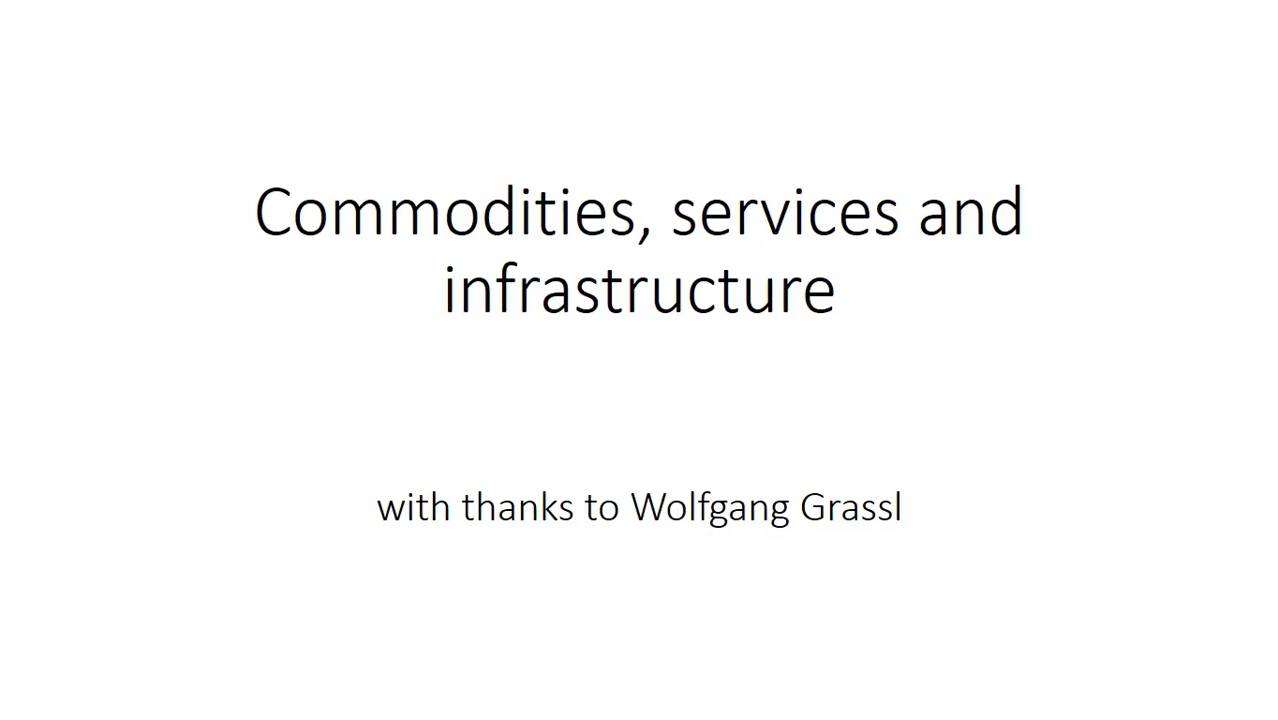 Commodities, services and
infrastructure
with thanks to Wolfgang Grassl